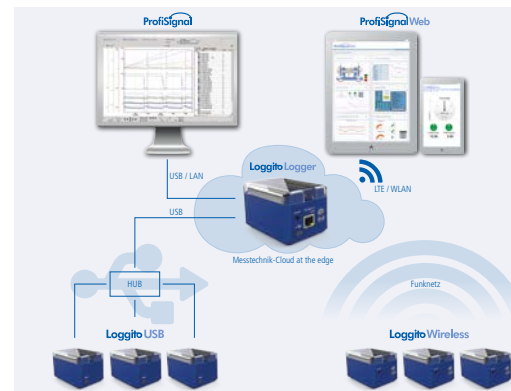 ProfiSignal
ProfiSignal Web
USB / LAN
Loggito Logger
LTE / WLAN
USB
Messtechnik-Cloud at the edge
HUB
Funknetz
Loggito USB
Loggito Wireless